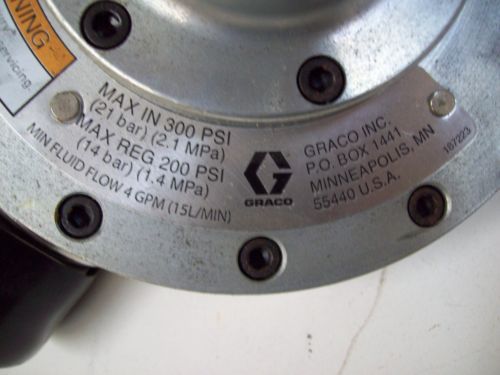 WARNING
servicing.
MAX IN 300 PSI
(21 bar) (2.1 MPa)
MAX REG 200 PSI
(14 bar) (1.4 MPa)
MIN FLUID FLOW 4 GPM (15L/MIN)
GRACO
GRACO INC.
P.O. BOX 1441
MINNEAPOLIS, MN
55440 U.S.A.
187223